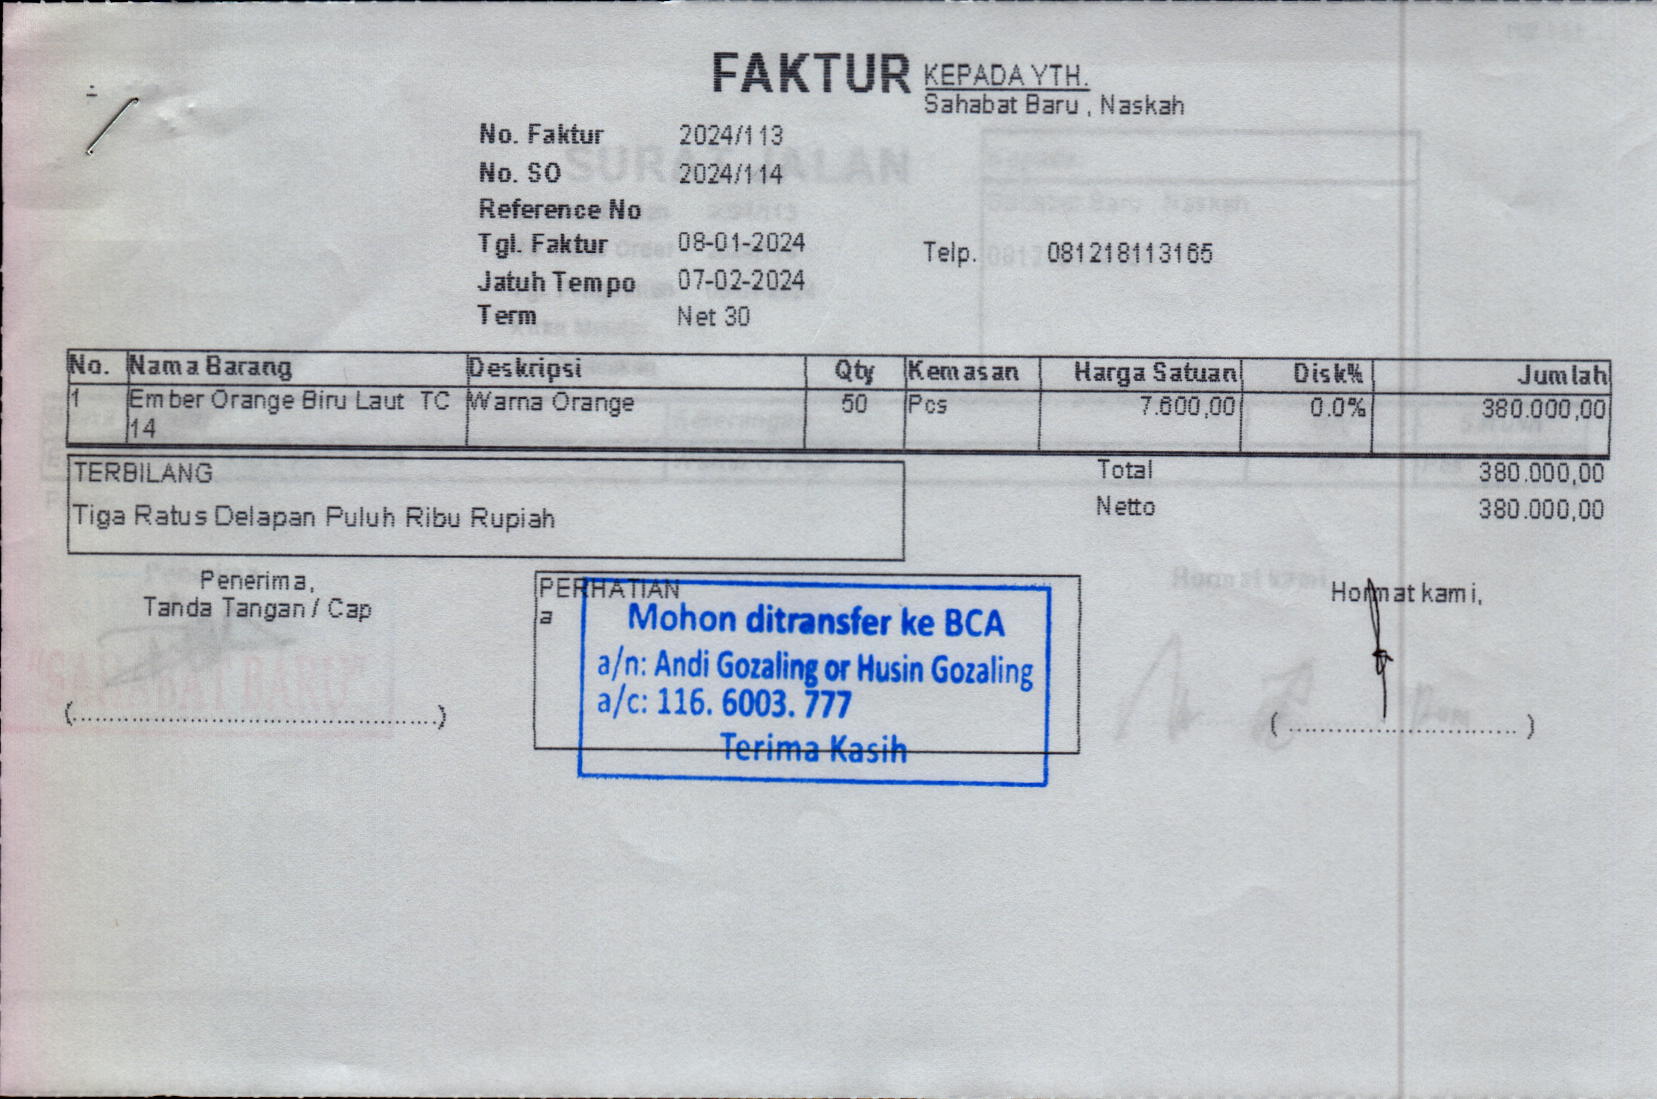 FAKTUR
KEPADA YTH.
Sahabat Baru , Naskah
No. Faktur 2024/113
No. SO 2024/114
Reference No
Tgl. Faktur 08-01-2024
Telp. 081218113165
Jatuh Tempo 07-02-2024
Term Net 30
No. Nama Barang Deskripsi Qty Kemasan Harga Satuan Disk% Jumlah
1 Ember Orange Biru Laut TC Warna Orange 50 Pcs 7.600,00 0.0% 380.000,00
14
TERBILANG
Total 380.000,00
Tiga Ratus Delapan Puluh Ribu Rupiah
Netto 380.000,00
Penerima,
Tanda Tangan / Cap
PERHATIAN
a
Mohon ditransfer ke BCA
a/n: Andi Gozaling or Husin Gozaling
a/c: 116. 6003. 777
Terima Kasih
Hormat kami,
(..........................................)
( ............................... )
SURAT JALAN
"SAHABAT BARU"